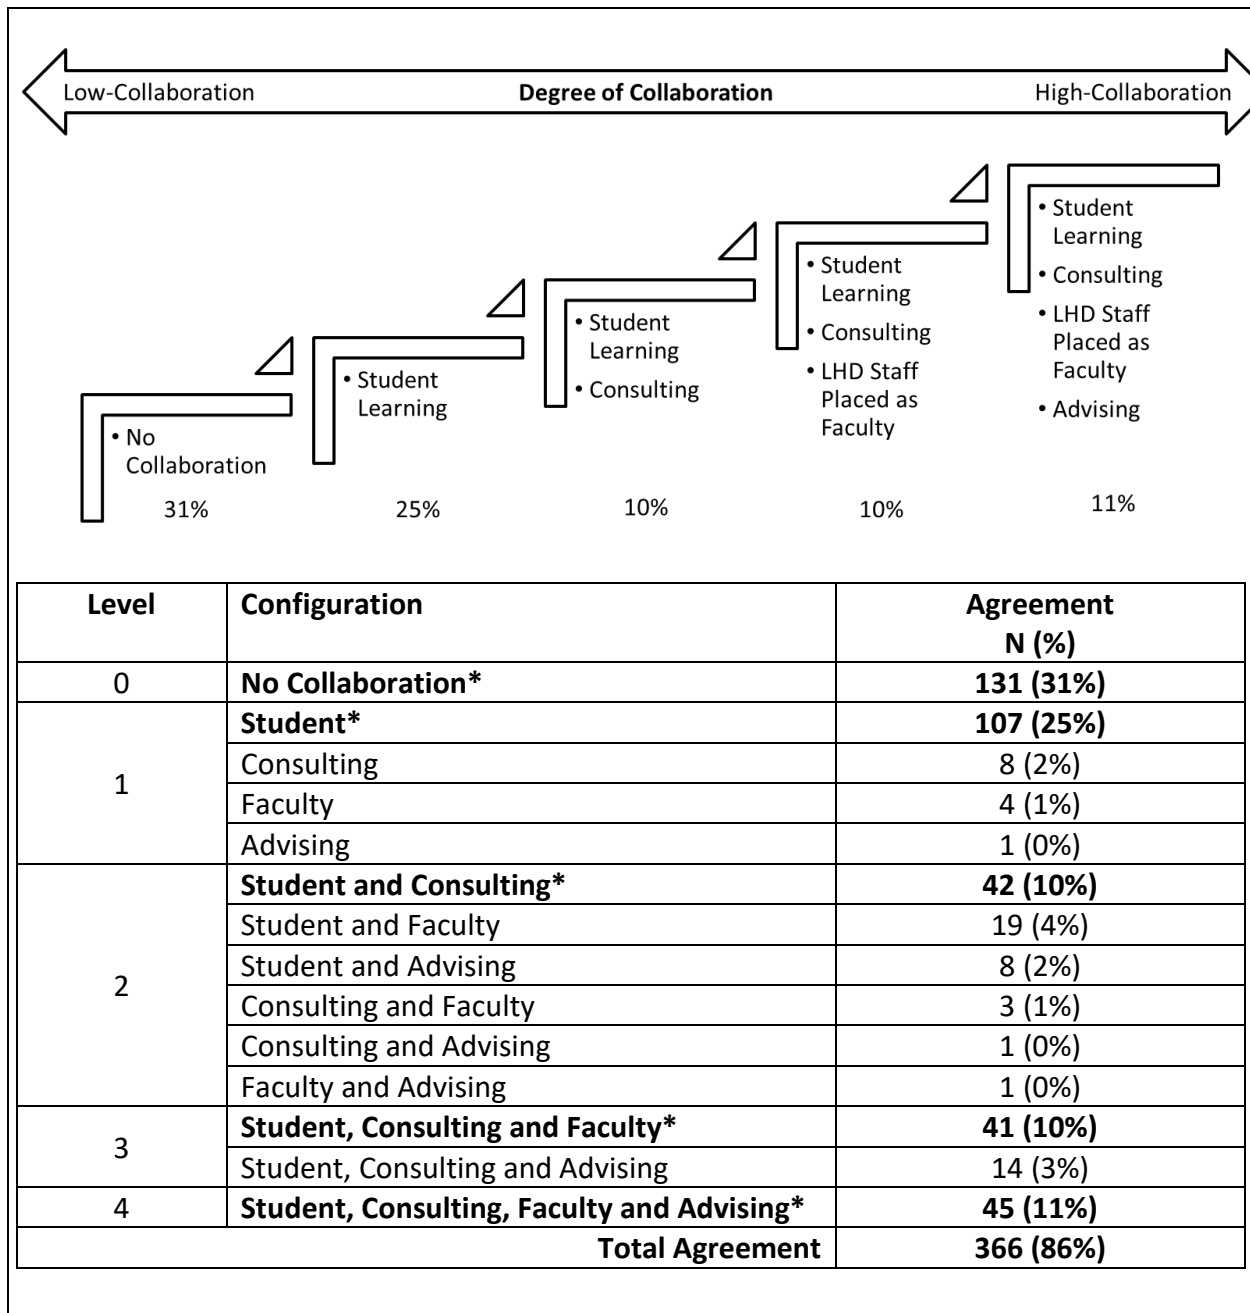 Low-Collaboration Degree of Collaboration High-Collaboration
• No
Collaboration
31%
• Student
Learning
25%
• Student
Learning
• Consulting
10%
• Student
Learning
• Consulting
• LHD Staff
Placed as
Faculty
10%
• Student
Learning
• Consulting
• LHD Staff
Placed as
Faculty
• Advising
11%
Level Configuration Agreement
N (%)
0 No Collaboration* 131 (31%)
1
Student* 107 (25%)
Consulting 8 (2%)
Faculty 4 (1%)
Advising 1 (0%)
2
Student and Consulting* 42 (10%)
Student and Faculty 19 (4%)
Student and Advising 8 (2%)
Consulting and Faculty 3 (1%)
Consulting and Advising 1 (0%)
Faculty and Advising 1 (0%)
3
Student, Consulting and Faculty* 41 (10%)
Student, Consulting and Advising 14 (3%)
4 Student, Consulting, Faculty and Advising* 45 (11%)
Total Agreement 366 (86%)